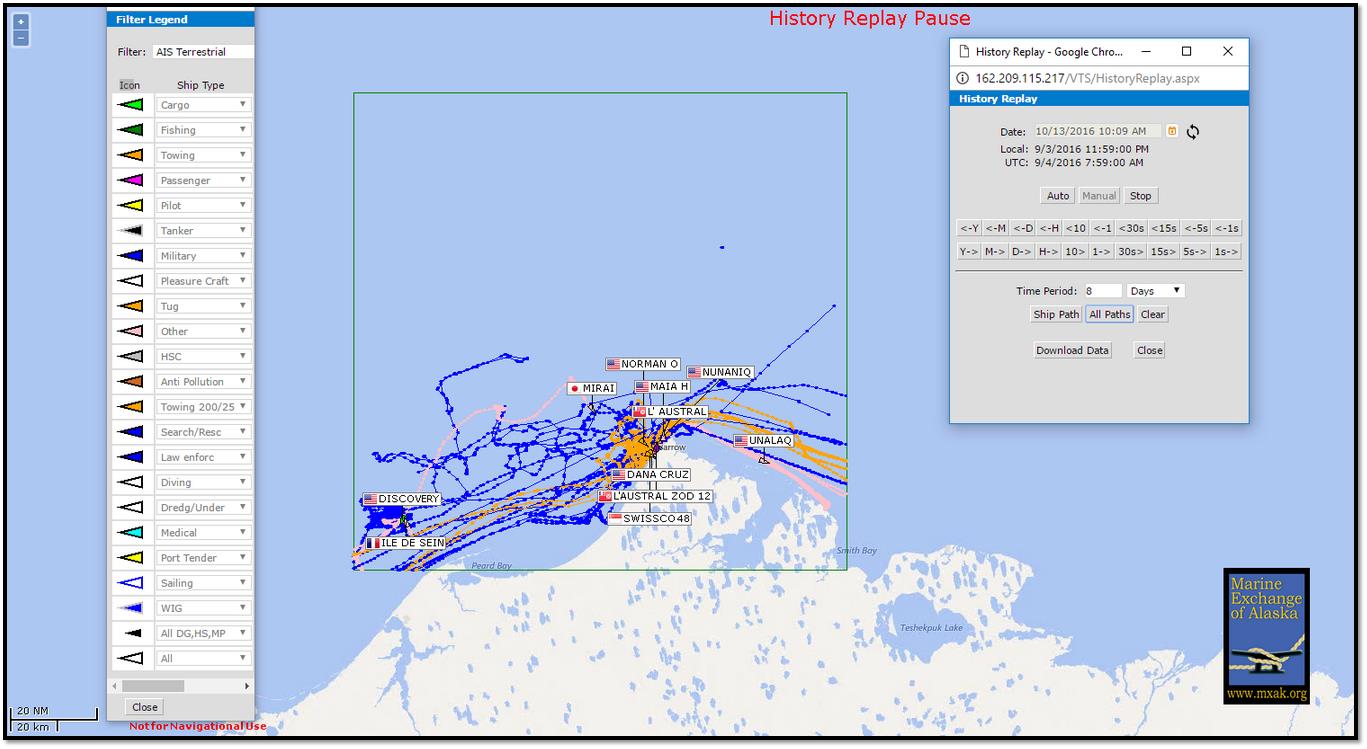 History Replay Pause
+
−
Filter Legend
Filter: AIS Terrestrial
Icon Ship Type
Cargo
Fishing
Towing
Passenger
Pilot
Tanker
Military
Pleasure Craft
Tug
Other
HSC
Anti Pollution
Towing 200/25
Search/Resc
Law enforc
Diving
Dredg/Under
Medical
Port Tender
Sailing
WIG
All DG,HS,MP
All
Close
20 NM
20 km
Not for Navigational Use
NORMAN O
NUNANIQ
MIRAI
MAIA H
L' AUSTRAL
UNALAQ
DANA CRUZ
DISCOVERY
L'AUSTRAL ZOD 12
SWISSCO48
ILE DE SEIN
Peard Bay
Smith Bay
Teshekpuk Lake
History Replay - Google Chro...
162.209.115.217/VTS/HistoryReplay.aspx
History Replay
Date: 10/13/2016 10:09 AM
Local: 9/3/2016 11:59:00 PM
UTC: 9/4/2016 7:59:00 AM
Auto Manual Stop
<-Y <-M <-D <-H <10 <-1 <30s <15s <-5s <-1s
Y-> M-> D-> H-> 10> 1-> 30s> 15s> 5s-> 1s->
Time Period: 8 Days
Ship Path All Paths Clear
Download Data Close
Marine
Exchange
of Alaska
www.mxak.org